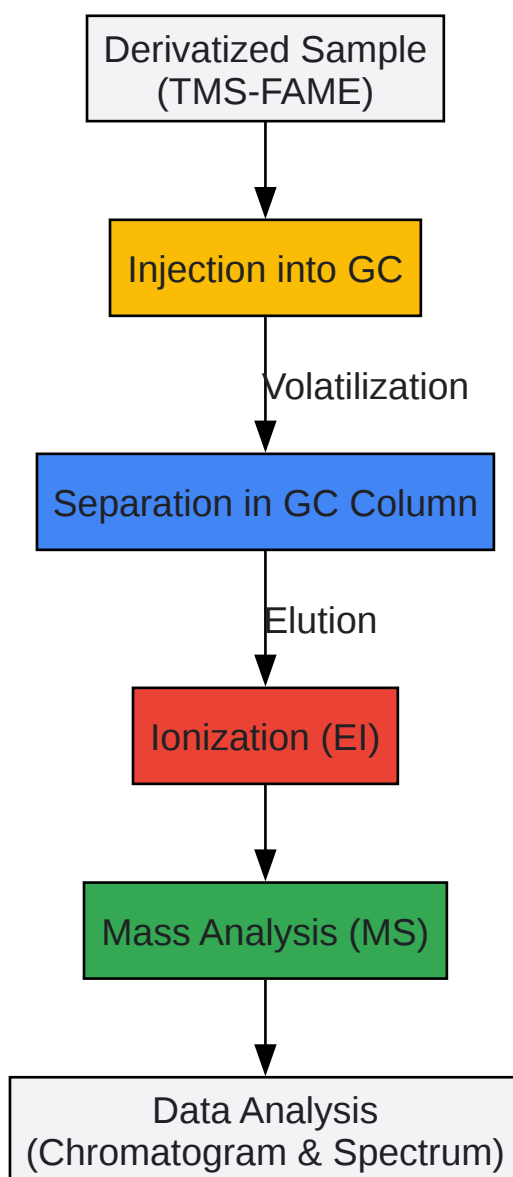 Derivatized Sample
(TMS-FAME)
Injection into GC
Volatilization
Separation in GC Column
Elution
Ionization (EI)
Mass Analysis (MS)
Data Analysis
(Chromatogram & Spectrum)